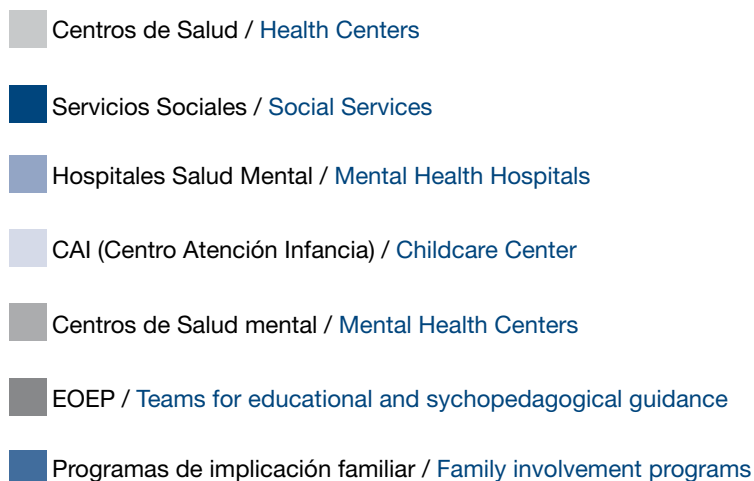 Centros de Salud / Health Centers
Servicios Sociales / Social Services
Hospitales Salud Mental / Mental Health Hospitals
CAI (Centro Atención Infancia) / Childcare Center
Centros de Salud mental / Mental Health Centers
EOEP / Teams for educational and sychopedagogical guidance
Programas de implicación familiar / Family involvement programs